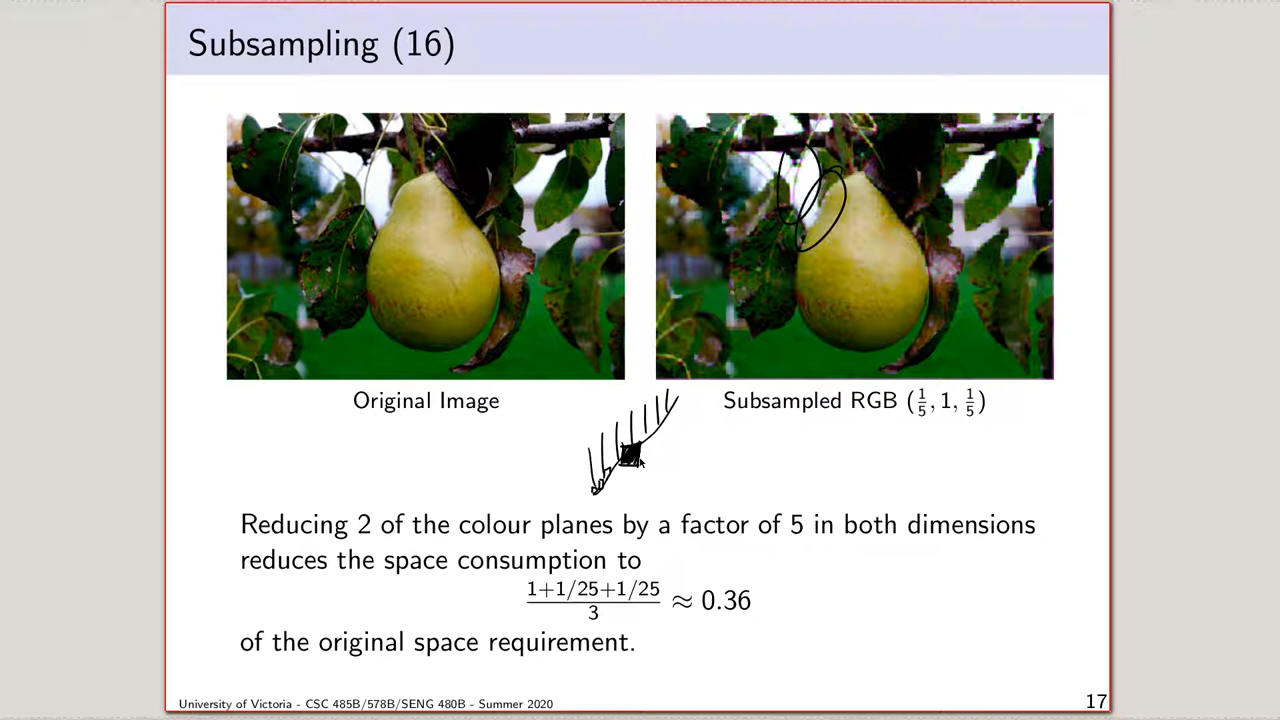 Subsampling (16)
Original Image
Subsampled RGB (1/5, 1, 1/5)
Reducing 2 of the colour planes by a factor of 5 in both dimensions
reduces the space consumption to
1+1/25+1/25
3
≈ 0.36
of the original space requirement.
University of Victoria - CSC 485B/578B/SENG 480B - Summer 2020
17